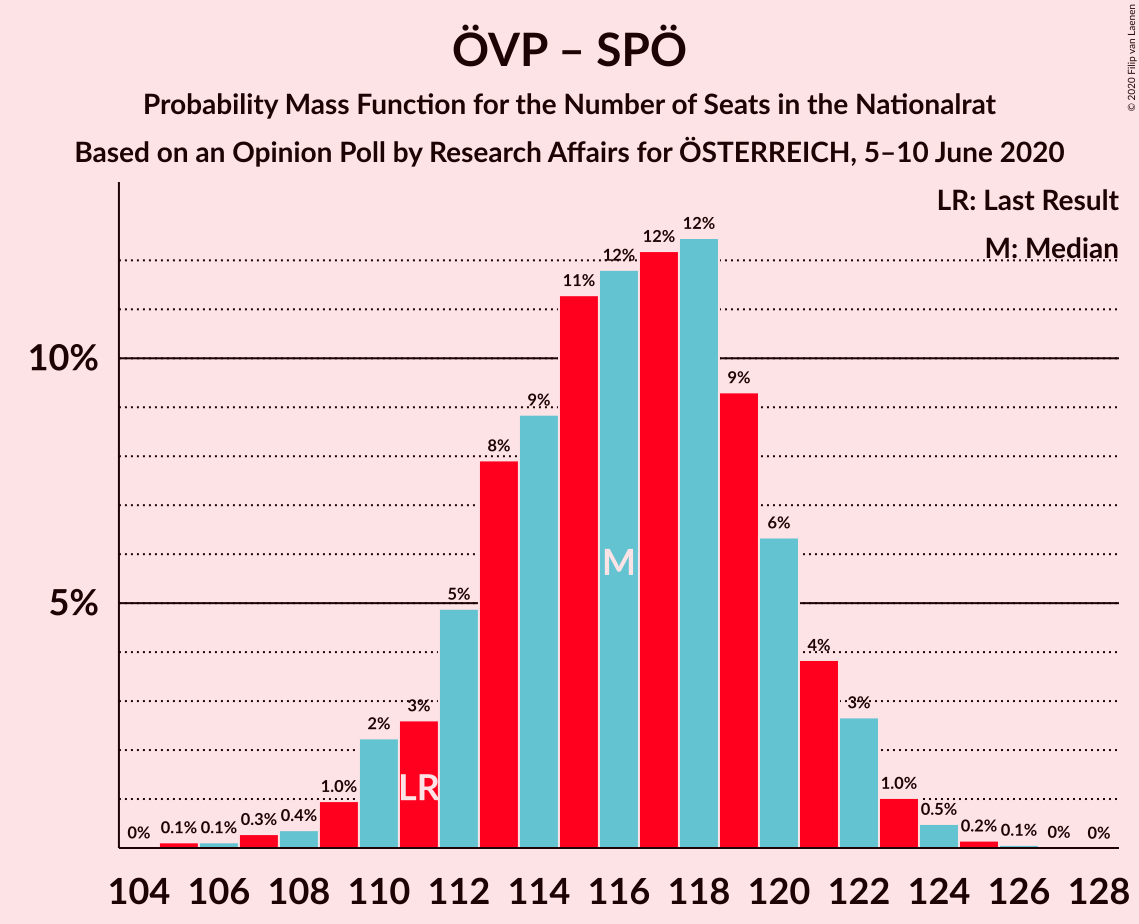 ÖVP – SPÖ
Probability Mass Function for the Number of Seats in the Nationalrat
Based on an Opinion Poll by Research Affairs for ÖSTERREICH, 5–10 June 2020
© 2020 Filip van Laenen
LR: Last Result
M: Median
10%
5%
0% 0.1% 0.1% 0.3% 0.4% 1.0% 2% 3% 5% 8% 9% 11% 12% 12% 12% 9% 6% 4% 3% 1.0% 0.5% 0.2% 0.1% 0% 0%
M
LR
104 106 108 110 112 114 116 118 120 122 124 126 128